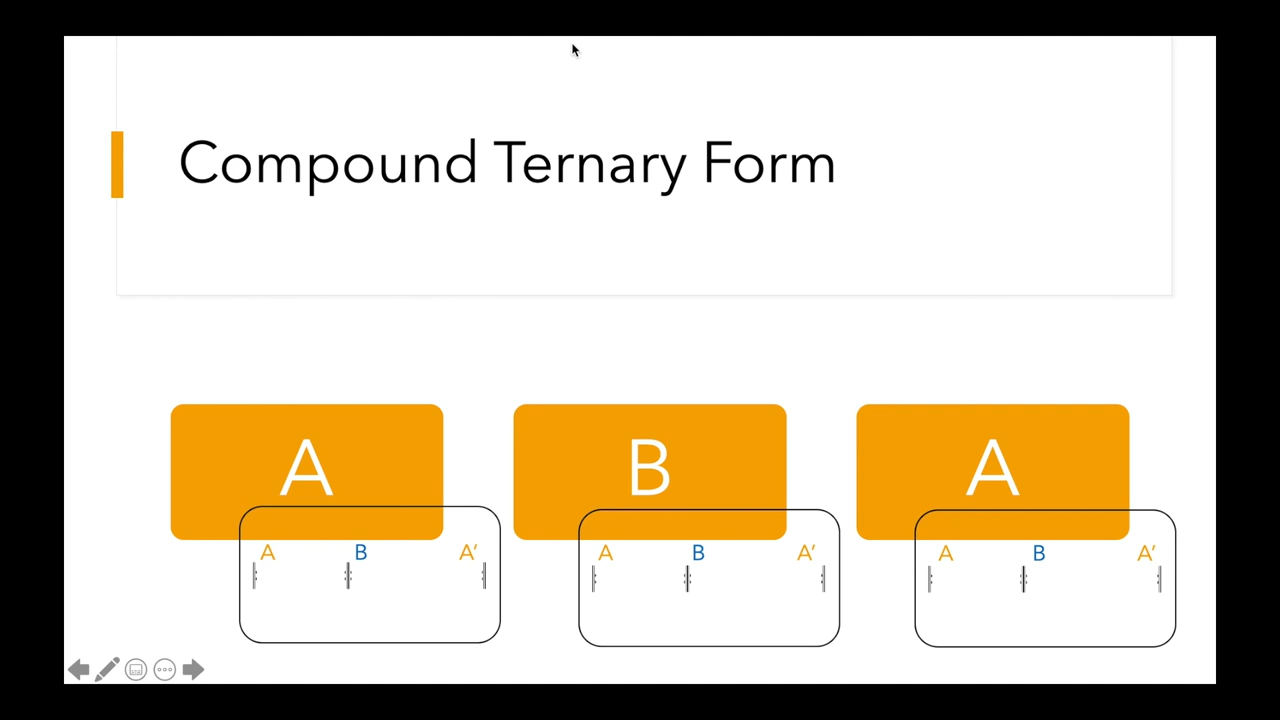 Compound Ternary Form
A B A
A B A′ A B A′ A B A′